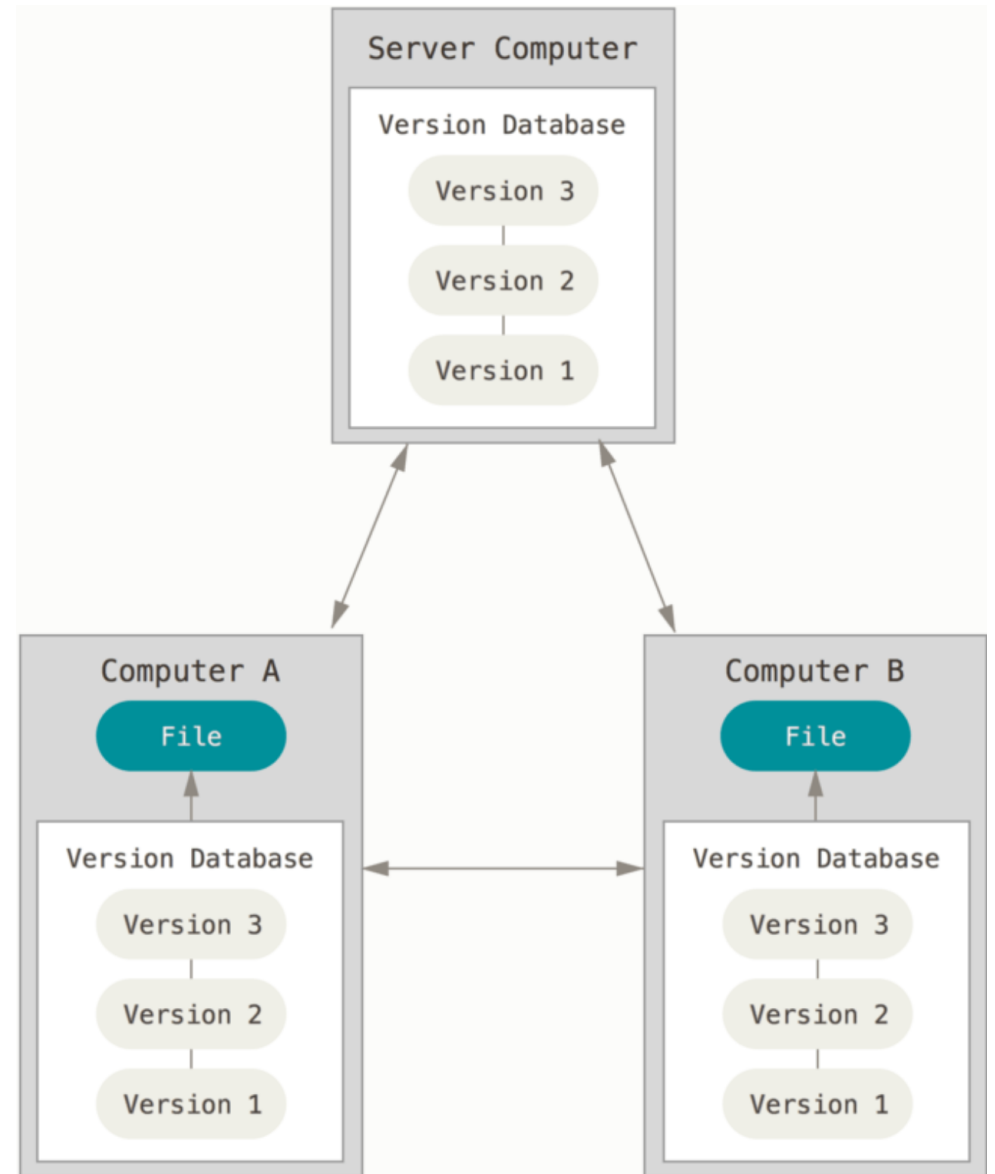 Server Computer
Version Database
Version 3
Version 2
Version 1
Computer A
File
Version Database
Version 3
Version 2
Version 1
Computer B
File
Version Database
Version 3
Version 2
Version 1